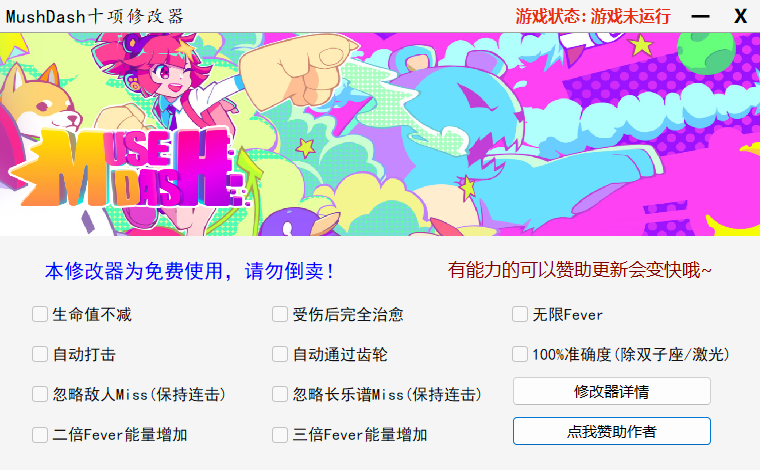 MushDash十项修改器
游戏状态:游戏未运行
X
MUSE
DASH
本修改器为免费使用，请勿倒卖!
有能力的可以赞助更新会变快哦~
生命值不减
受伤后完全治愈
无限Fever
自动打击
自动通过齿轮
100%准确度(除双子座/激光)
忽略敌人Miss(保持连击)
忽略长乐谱Miss(保持连击)
修改器详情
二倍Fever能量增加
三倍Fever能量增加
点我赞助作者